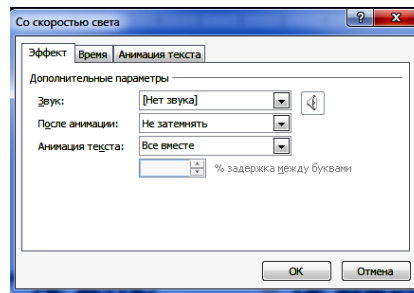 Со скоростью света
Эффект Время Анимация текста
Дополнительные параметры
Звук: [Нет звука]
После анимации: Не затемнять
Анимация текста: Все вместе
% задержка между буквами
ОК Отмена